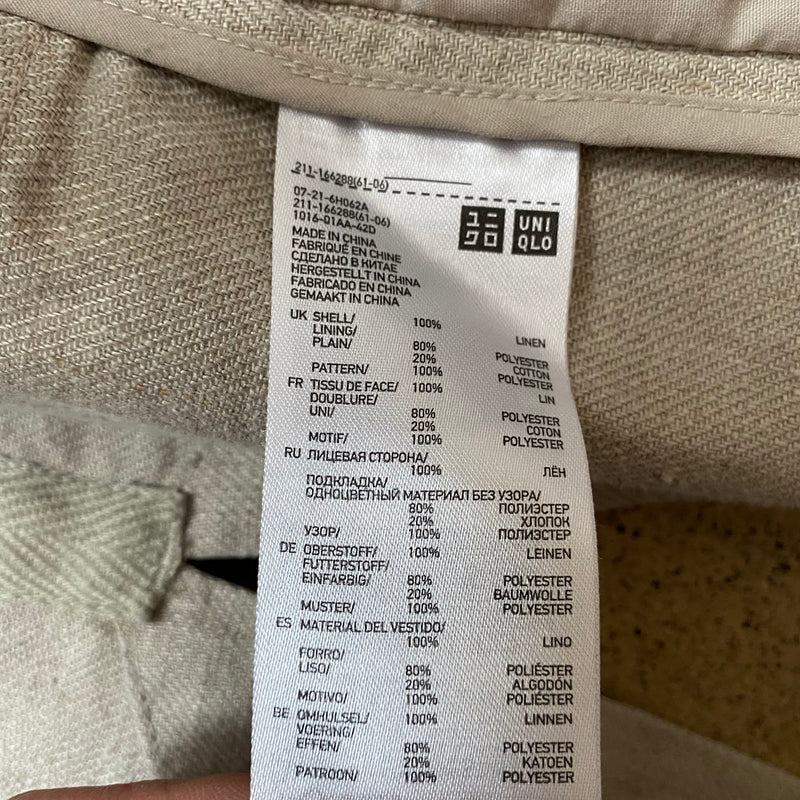 211-166288(61-06)
07-21-6H062A
211-166288(61-06)
1016-01AA-42D
ユニ
クロ
UNI
QLO
MADE IN CHINA
FABRIQUÉ EN CHINE
СДЕЛАНО В КИТАЕ
HERGESTELLT IN CHINA
FABRICADO EN CHINA
GEMAAKT IN CHINA
UK SHELL/ 100% LINEN
LINING/
PLAIN/ 80% POLYESTER
20% COTTON
PATTERN/ 100% POLYESTER
FR TISSU DE FACE/ 100% LIN
DOUBLURE/
UNI/ 80% POLYESTER
20% COTON
MOTIF/ 100% POLYESTER
RU ЛИЦЕВАЯ СТОРОНА/
100% ЛЁН
ПОДКЛАДКА/
ОДНОЦВЕТНЫЙ МАТЕРИАЛ БЕЗ УЗОРА/
80% ПОЛИЭСТЕР
20% ХЛОПОК
УЗОР/ 100% ПОЛИЭСТЕР
DE OBERSTOFF/ 100% LEINEN
FUTTERSTOFF/
EINFARBIG/ 80% POLYESTER
20% BAUMWOLLE
MUSTER/ 100% POLYESTER
ES MATERIAL DEL VESTIDO/
100% LINO
FORRO/
LISO/ 80% POLIÉSTER
20% ALGODÓN
MOTIVO/ 100% POLIÉSTER
BE OMHULSEL/ 100% LINNEN
VOERING/
EFFEN/ 80% POLYESTER
20% KATOEN
PATROON/ 100% POLYESTER